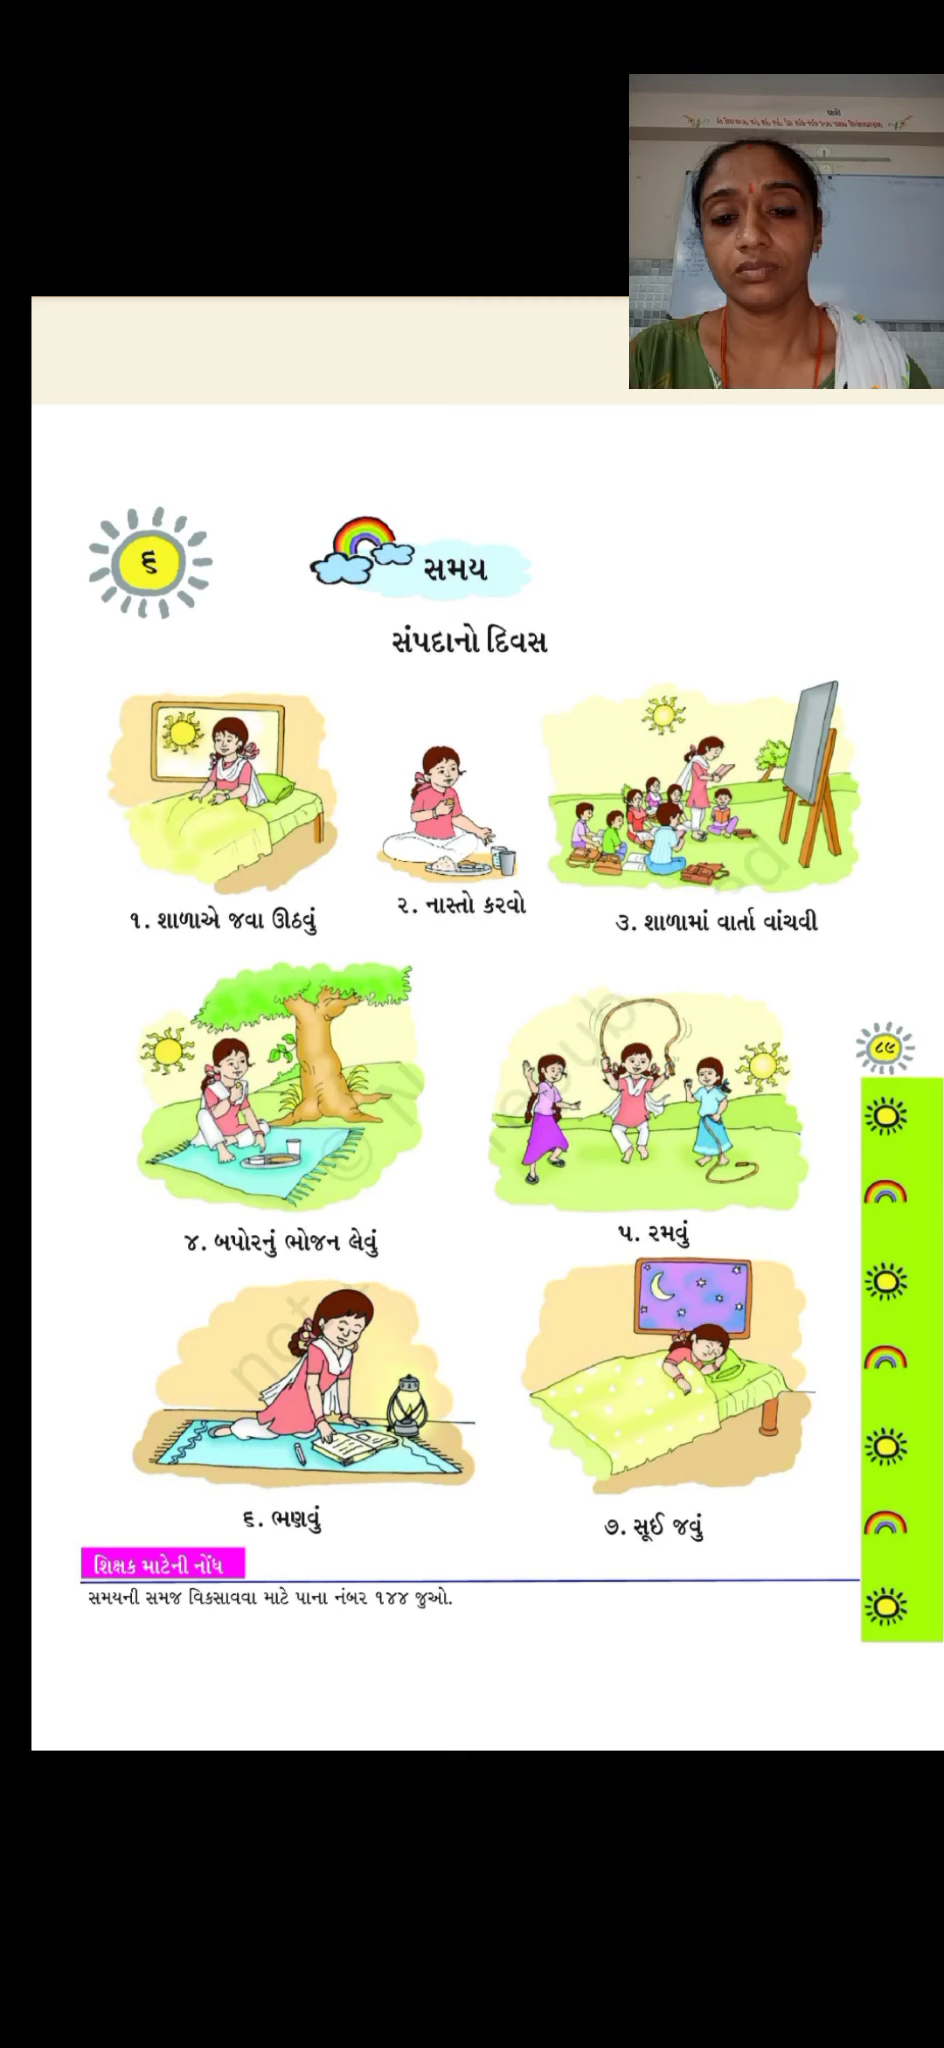 ૬
સમય
સંપદાનો દિવસ
૧. શાળાએ જવા ઊઠવું
૨. નાસ્તો કરવો
૩. શાળામાં વાર્તા વાંચવી
૪. બપોરનું ભોજન લેવું
૫. રમવું
૮૯
૬. ભણવું
૭. સૂઈ જવું
શિક્ષક માટેની નોંધ
સમયની સમજ વિકસાવવા માટે પાના નંબર ૧૪૪ જુઓ.